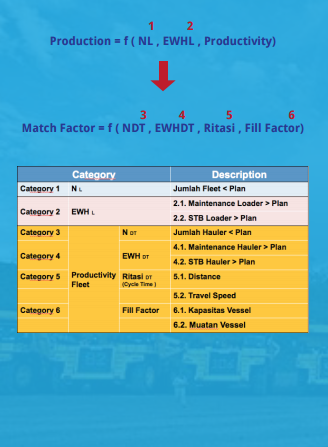 1 2
Production = f ( NL , EWHL , Productivity)
3 4 5 6
Match Factor = f ( NDT , EWHDT , Ritasi , Fill Factor)
Category Description
Category 1 N L Jumlah Fleet < Plan
Category 2 EWH L 2.1. Maintenance Loader > Plan
2.2. STB Loader > Plan
Category 3 Productivity Fleet N DT Jumlah Hauler < Plan
Category 4 EWH DT 4.1. Maintenance Hauler > Plan
4.2. STB Hauler > Plan
Category 5 Ritasi DT (Cycle Time ) 5.1. Distance
5.2. Travel Speed
Category 6 Fill Factor 6.1. Kapasitas Vessel
6.2. Muatan Vessel